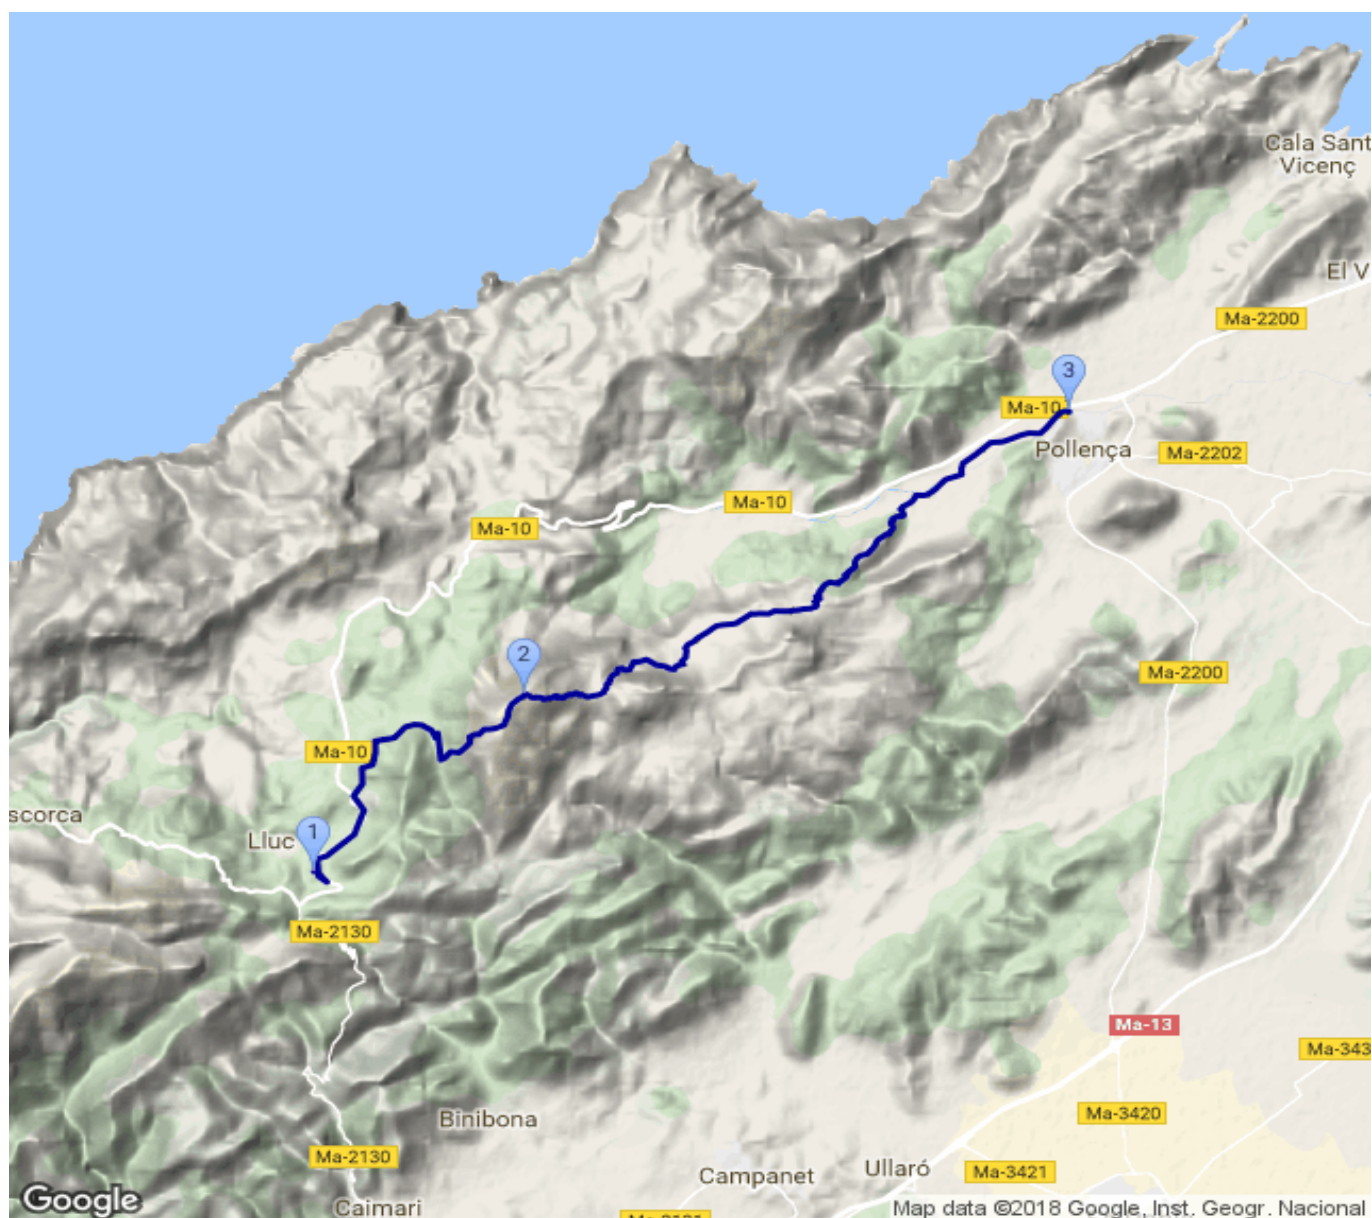 Cala Sant
Vicenç
El V
Ma-2200
3
Ma-10
Pollença
Ma-2202
Ma-10
Ma-10
2
Ma-2200
Ma-10
scorca
Lluc
1
Ma-2130
Ma-13
Ma-343
Binibona
Ma-3420
Ma-2130
Campanet
Ullaró
Ma-3421
Google
Caimari
Map data ©2018 Google, Inst. Geogr. Nacional